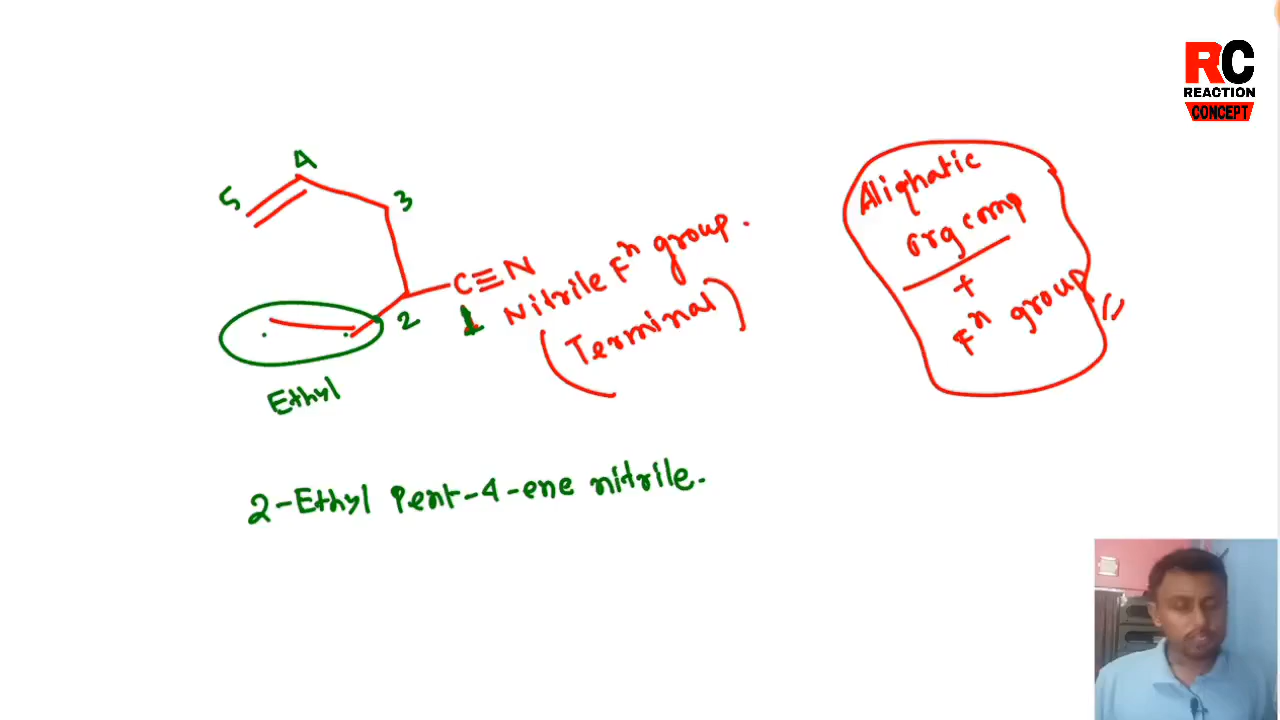 RC
REACTION
CONCEPT
4
5
3
Aliphatic
org comp
+
Fⁿ group
C≡N
Nitrile Fⁿ group.
2
1
(Terminal)
Ethyl
2-Ethyl Pent-4-ene nitrile.